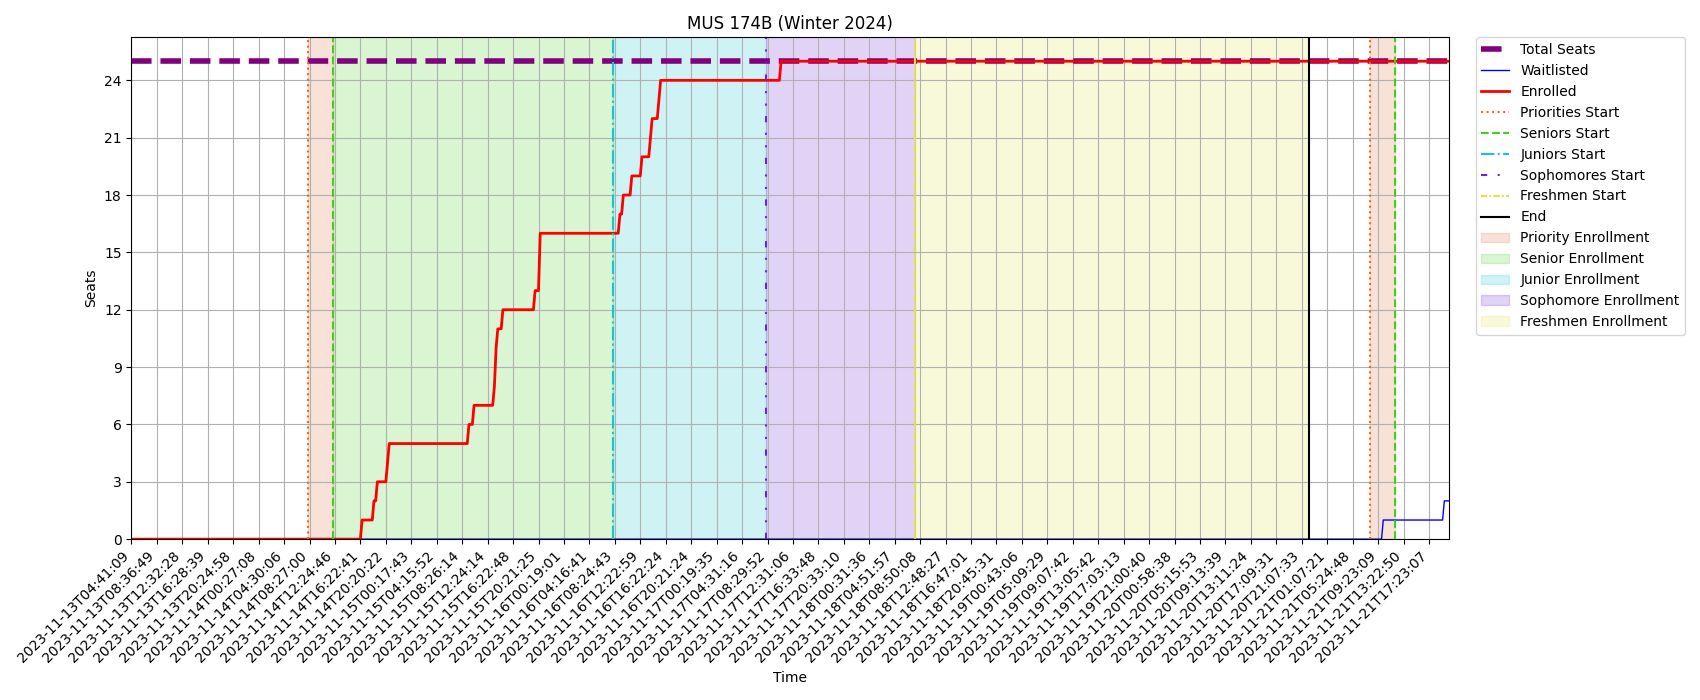 MUS 174B (Winter 2024)
Seats
24
21
18
15
12
9
6
3
0
2023-11-13T04:41:09
2023-11-13T08:36:49
2023-11-13T12:32:28
2023-11-13T16:28:39
2023-11-13T20:24:58
2023-11-14T00:27:08
2023-11-14T04:30:06
2023-11-14T08:27:00
2023-11-14T12:24:46
2023-11-14T16:22:41
2023-11-14T20:20:22
2023-11-15T00:17:43
2023-11-15T04:15:52
2023-11-15T08:26:14
2023-11-15T12:24:14
2023-11-15T16:22:48
2023-11-15T20:21:25
2023-11-16T00:19:01
2023-11-16T04:16:41
2023-11-16T08:24:43
2023-11-16T12:22:59
2023-11-16T16:22:24
2023-11-16T20:21:24
2023-11-17T00:19:35
2023-11-17T04:31:16
2023-11-17T08:29:52
2023-11-17T12:31:06
2023-11-17T16:33:48
2023-11-17T20:33:10
2023-11-18T00:31:36
2023-11-18T04:51:57
2023-11-18T08:50:08
2023-11-18T12:48:27
2023-11-18T16:47:01
2023-11-18T20:45:31
2023-11-19T00:43:06
2023-11-19T05:09:29
2023-11-19T09:07:42
2023-11-19T13:05:42
2023-11-19T17:03:13
2023-11-19T21:00:40
2023-11-20T00:58:38
2023-11-20T05:15:53
2023-11-20T09:13:39
2023-11-20T13:11:24
2023-11-20T17:09:31
2023-11-20T21:07:33
2023-11-21T01:07:21
2023-11-21T05:24:48
2023-11-21T09:23:09
2023-11-21T13:22:50
2023-11-21T17:23:07
Time
Total Seats
Waitlisted
Enrolled
Priorities Start
Seniors Start
Juniors Start
Sophomores Start
Freshmen Start
End
Priority Enrollment
Senior Enrollment
Junior Enrollment
Sophomore Enrollment
Freshmen Enrollment